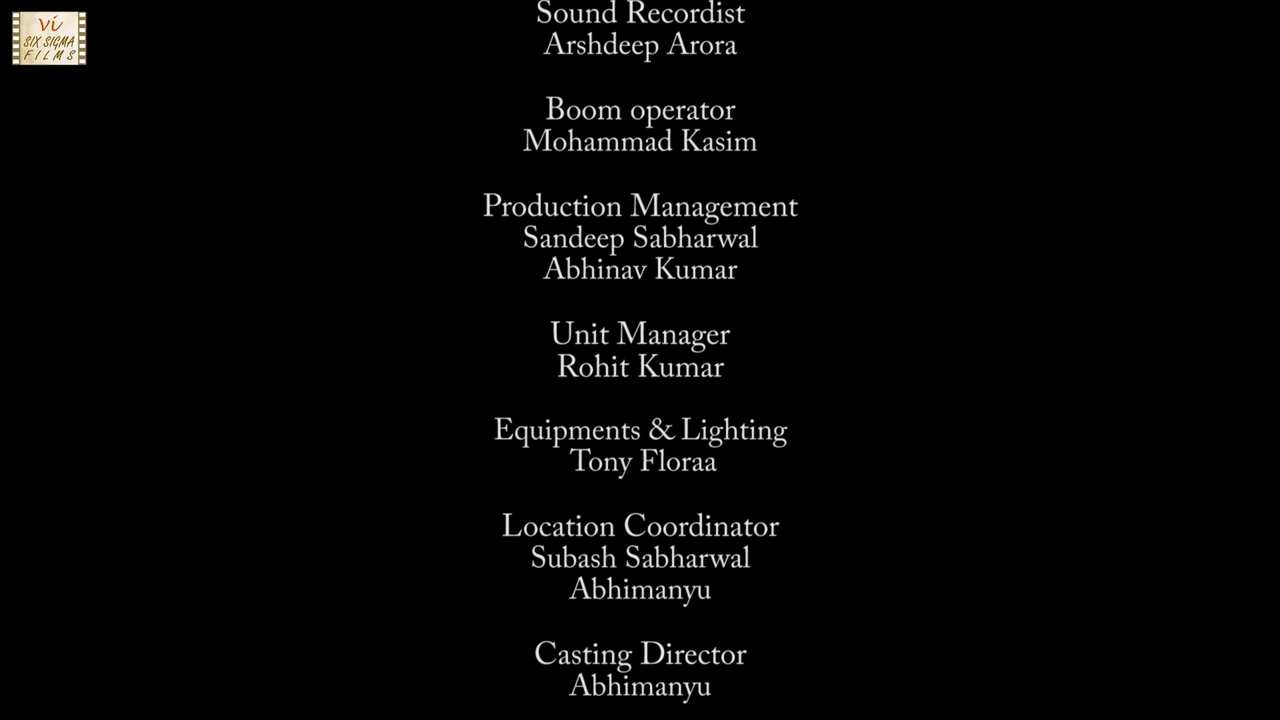 vi
SIX SIGMA
FILMS
Sound Recordist
Arshdeep Arora
Boom operator
Mohammad Kasim
Production Management
Sandeep Sabharwal
Abhinav Kumar
Unit Manager
Rohit Kumar
Equipments & Lighting
Tony Floraa
Location Coordinator
Subash Sabharwal
Abhimanyu
Casting Director
Abhimanyu